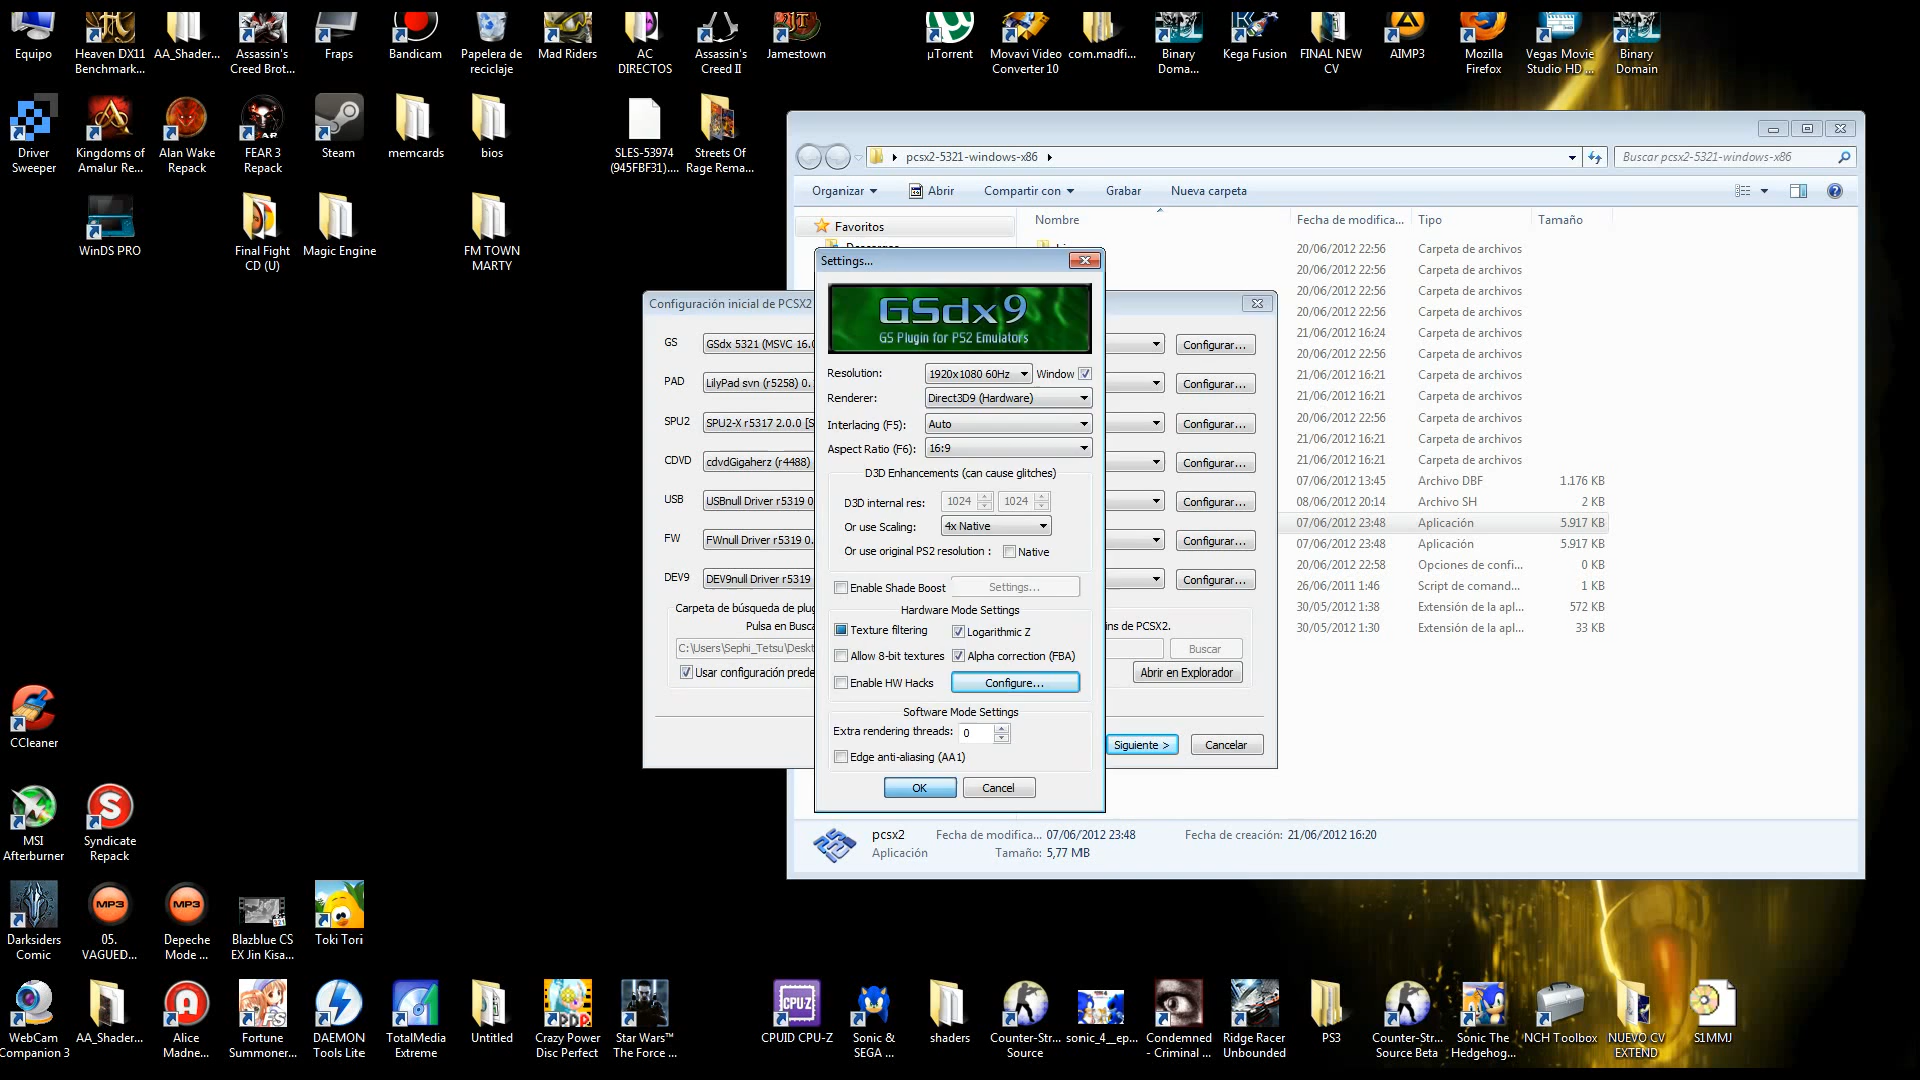 Equipo
Heaven DX11 Benchmark...
AA_Shader...
Assassin's Creed Brot...
Fraps
Bandicam
Papelera de reciclaje
Mad Riders
AC DIRECTOS
Assassin's Creed II
Jamestown
µTorrent
Movavi Video Converter 10
com.madfi...
Binary Doma...
Kega Fusion
FINAL NEW CV
AIMP3
Mozilla Firefox
Vegas Movie Studio HD ...
Binary Domain
Driver Sweeper
Kingdoms of Amalur Re...
Alan Wake Repack
FEAR 3 Repack
Steam
memcards
bios
SLES-53974 (945FBF31)....
Streets Of Rage Rema...
WinDS PRO
Final Fight CD (U)
Magic Engine
FM TOWN MARTY
pcsx2-5321-windows-x86
Buscar pcsx2-5321-windows-x86
Organizar
Abrir
Compartir con
Grabar
Nueva carpeta
Favoritos
Nombre
Fecha de modifica...
Tipo
Tamaño
20/06/2012 22:56 Carpeta de archivos
20/06/2012 22:56 Carpeta de archivos
20/06/2012 22:56 Carpeta de archivos
20/06/2012 22:56 Carpeta de archivos
21/06/2012 16:24 Carpeta de archivos
20/06/2012 22:56 Carpeta de archivos
21/06/2012 16:21 Carpeta de archivos
21/06/2012 16:21 Carpeta de archivos
20/06/2012 22:56 Carpeta de archivos
21/06/2012 16:21 Carpeta de archivos
21/06/2012 16:21 Carpeta de archivos
07/06/2012 13:45 Archivo DBF 1.176 KB
08/06/2012 20:14 Archivo SH 2 KB
07/06/2012 23:48 Aplicación 5.917 KB
07/06/2012 23:48 Aplicación 5.917 KB
20/06/2012 22:58 Opciones de confi... 0 KB
26/06/2011 1:46 Script de comand... 1 KB
30/05/2012 1:38 Extensión de la apl... 572 KB
30/05/2012 1:30 Extensión de la apl... 33 KB
pcsx2
Aplicación
Fecha de modifica... 07/06/2012 23:48
Tamaño: 5,77 MB
Fecha de creación: 21/06/2012 16:20
Configuración inicial de PCSX2
GS GSdx 5321 (MSVC 16.0 Configurar...
PAD LilyPad svn (r5258) 0. Configurar...
SPU2 SPU2-X r5317 2.0.0 [S Configurar...
CDVD cdvdGigaherz (r4488) Configurar...
USB USBnull Driver r5319 0 Configurar...
FW FWnull Driver r5319 0. Configurar...
DEV9 DEV9null Driver r5319 Configurar...
Carpeta de búsqueda de plug
Pulsa en Busca
ins de PCSX2.
C:\Users\Sephi_Tetsu\Deskt
Buscar
Usar configuración prede
Abrir en Explorador
Siguiente >
Cancelar
Settings...
GSdx9
GS Plugin for PS2 Emulators
Resolution: 1920x1080 60Hz Window
Renderer: Direct3D9 (Hardware)
Interlacing (F5): Auto
Aspect Ratio (F6): 16:9
D3D Enhancements (can cause glitches)
D3D internal res: 1024 1024
Or use Scaling: 4x Native
Or use original PS2 resolution : Native
Enable Shade Boost Settings...
Hardware Mode Settings
Texture filtering Logarithmic Z
Allow 8-bit textures Alpha correction (FBA)
Enable HW Hacks Configure...
Software Mode Settings
Extra rendering threads: 0
Edge anti-aliasing (AA1)
OK Cancel
CCleaner
MSI Afterburner
Syndicate Repack
Darksiders Comic
MP3
05. VAGUED...
MP3
Depeche Mode ...
Blazblue CS EX Jin Kisa...
Toki Tori
WebCam Companion 3
AA_Shader...
Alice Madne...
Fortune Summoner...
DAEMON Tools Lite
TotalMedia Extreme
Untitled
Crazy Power Disc Perfect
Star Wars™ The Force ...
CPU-Z
CPUID CPU-Z
Sonic & SEGA ...
shaders
Counter-Str... Source
sonic_4__ep...
Condemned - Criminal ...
Ridge Racer Unbounded
PS3
Counter-Str... Source Beta
Sonic The Hedgehog...
NCH Toolbox
NUEVO CV EXTEND
S1MMJ